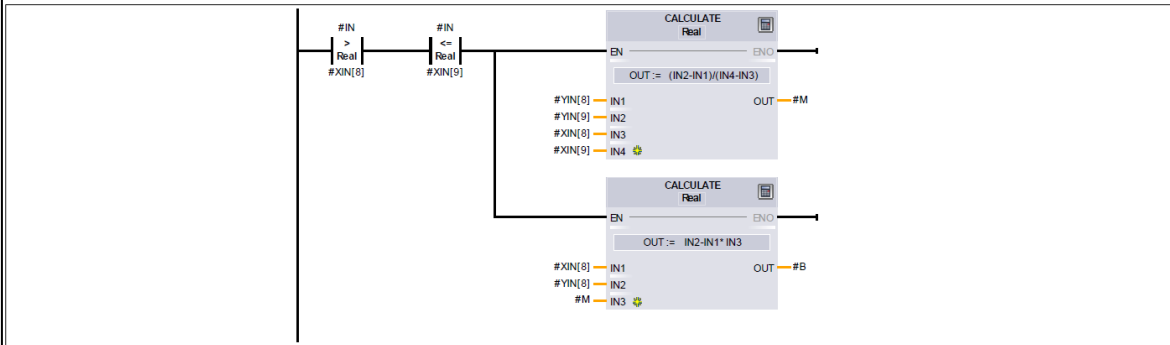 #IN
>
Real
#XIN[8]
#IN
<=
Real
#XIN[9]
CALCULATE
Real
EN
ENO
OUT := (IN2-IN1)/(IN4-IN3)
#YIN[8] IN1
OUT #M
#YIN[9] IN2
#XIN[8] IN3
#XIN[9] IN4
CALCULATE
Real
EN
ENO
OUT := IN2-IN1* IN3
#XIN[8] IN1
OUT #B
#YIN[8] IN2
#M IN3